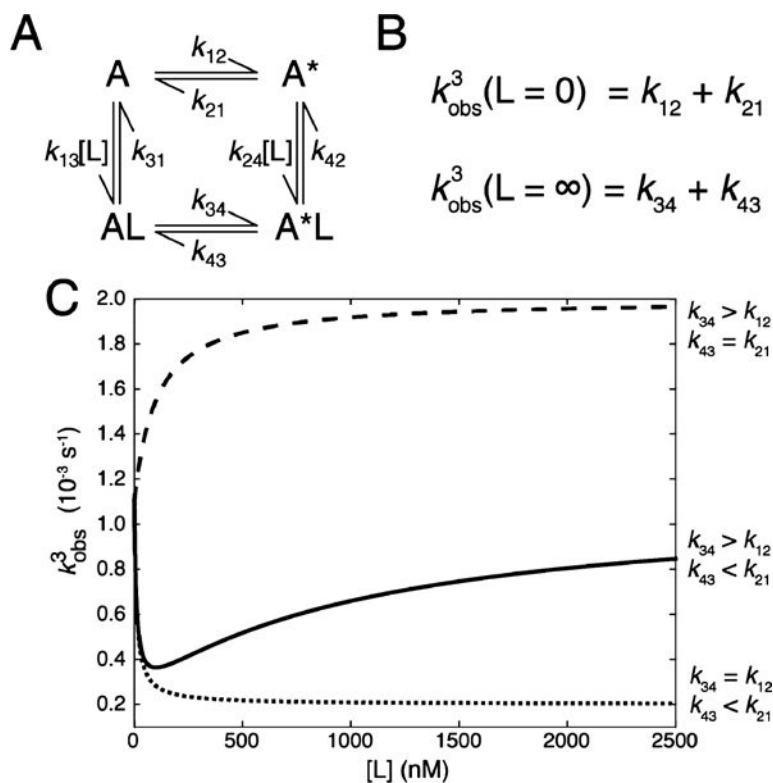 A
B
A k₁₂ A*
k₂₁
k₁₃[L] k₃₁ k₂₄[L] k₄₂
AL k₃₄ A*L
k₄₃
k³obs(L = 0) = k₁₂ + k₂₁
k³obs(L = ∞) = k₃₄ + k₄₃
C
2.0
1.8
1.6
1.4
1.2
1.0
0.8
0.6
0.4
0.2
k³obs (10⁻³ s⁻¹)
k₃₄ > k₁₂
k₄₃ = k₂₁
k₃₄ > k₁₂
k₄₃ < k₂₁
k₃₄ = k₁₂
k₄₃ < k₂₁
0 500 1000 1500 2000 2500
[L] (nM)